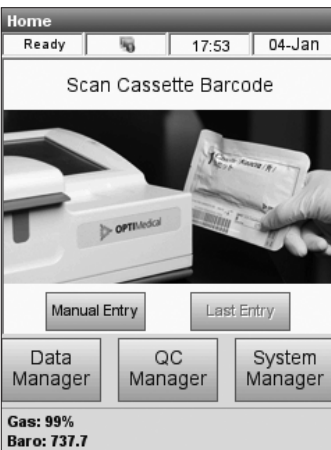 Home
Ready 17:53 04-Jan
Scan Cassette Barcode
OPTIMedical
Manual Entry Last Entry
Data Manager QC Manager System Manager
Gas: 99%
Baro: 737.7